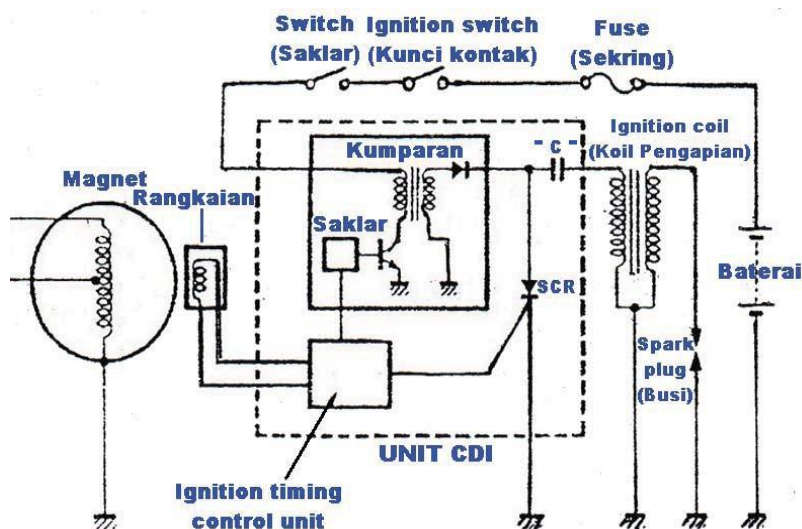 Switch
(Saklar)
Ignition switch
(Kunci kontak)
Fuse
(Sekring)
Ignition coil
(Koil Pengapian)
" C "
Kumparan
Magnet
Rangkaian
Saklar
SCR
Baterai
Spark
plug
(Busi)
UNIT CDI
Ignition timing
control unit